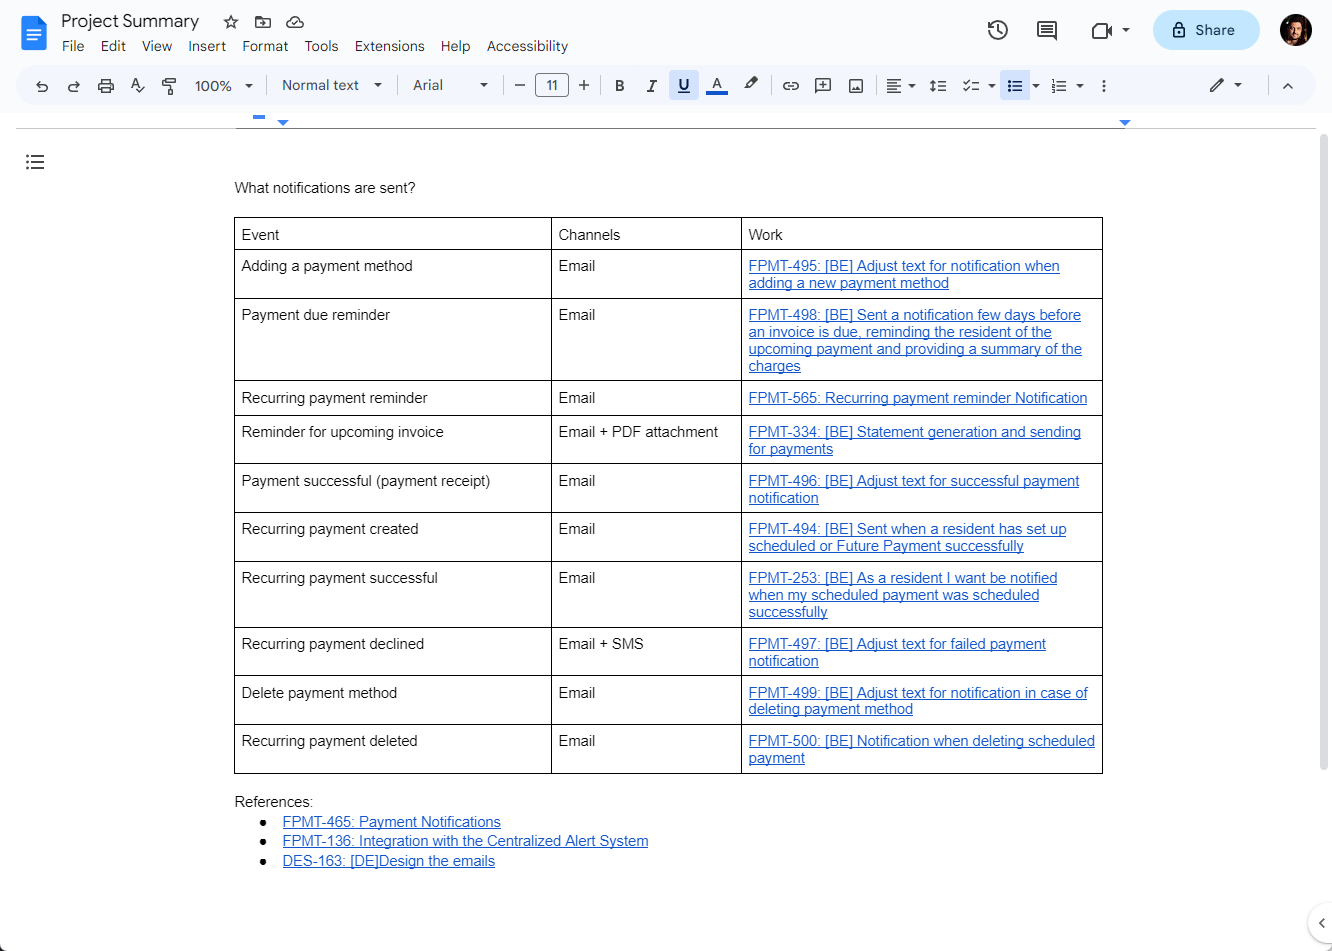 Project Summary
File Edit View Insert Format Tools Extensions Help Accessibility
Share
100% Normal text Arial 11 B I U A
What notifications are sent?
Event Channels Work
Adding a payment method Email FPMT-495: [BE] Adjust text for notification when
adding a new payment method
Payment due reminder Email FPMT-498: [BE] Sent a notification few days before
an invoice is due, reminding the resident of the
upcoming payment and providing a summary of the
charges
Recurring payment reminder Email FPMT-565: Recurring payment reminder Notification
Reminder for upcoming invoice Email + PDF attachment FPMT-334: [BE] Statement generation and sending
for payments
Payment successful (payment receipt) Email FPMT-496: [BE] Adjust text for successful payment
notification
Recurring payment created Email FPMT-494: [BE] Sent when a resident has set up
scheduled or Future Payment successfully
Recurring payment successful Email FPMT-253: [BE] As a resident I want be notified
when my scheduled payment was scheduled
successfully
Recurring payment declined Email + SMS FPMT-497: [BE] Adjust text for failed payment
notification
Delete payment method Email FPMT-499: [BE] Adjust text for notification in case of
deleting payment method
Recurring payment deleted Email FPMT-500: [BE] Notification when deleting scheduled
payment
References:
● FPMT-465: Payment Notifications
● FPMT-136: Integration with the Centralized Alert System
● DES-163: [DE]Design the emails